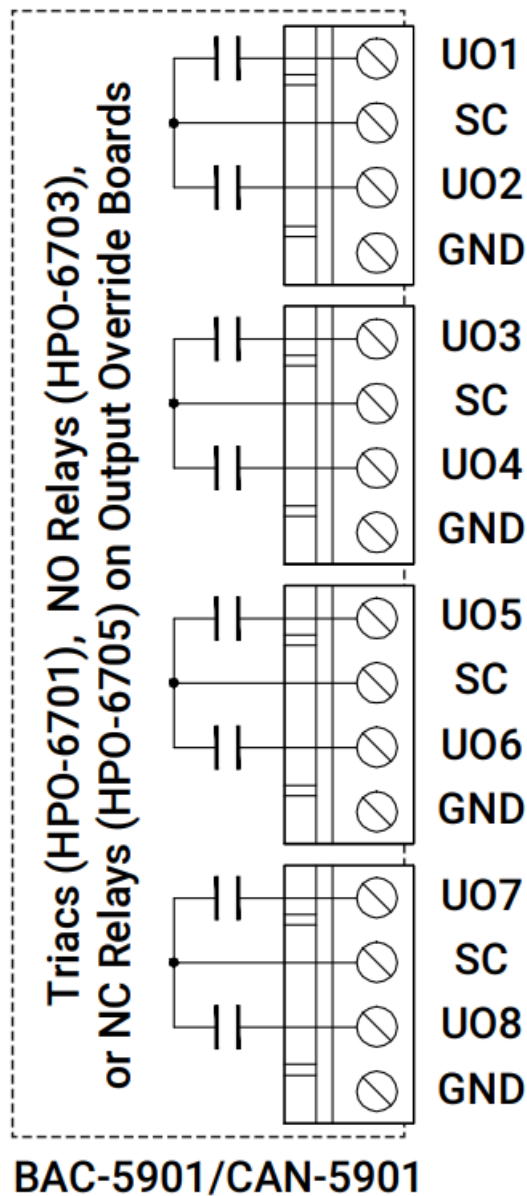 Triacs (HPO-6701), NO Relays (HPO-6703),
or NC Relays (HPO-6705) on Output Override Boards
UO1
SC
UO2
GND
UO3
SC
UO4
GND
UO5
SC
UO6
GND
UO7
SC
UO8
GND
BAC-5901/CAN-5901